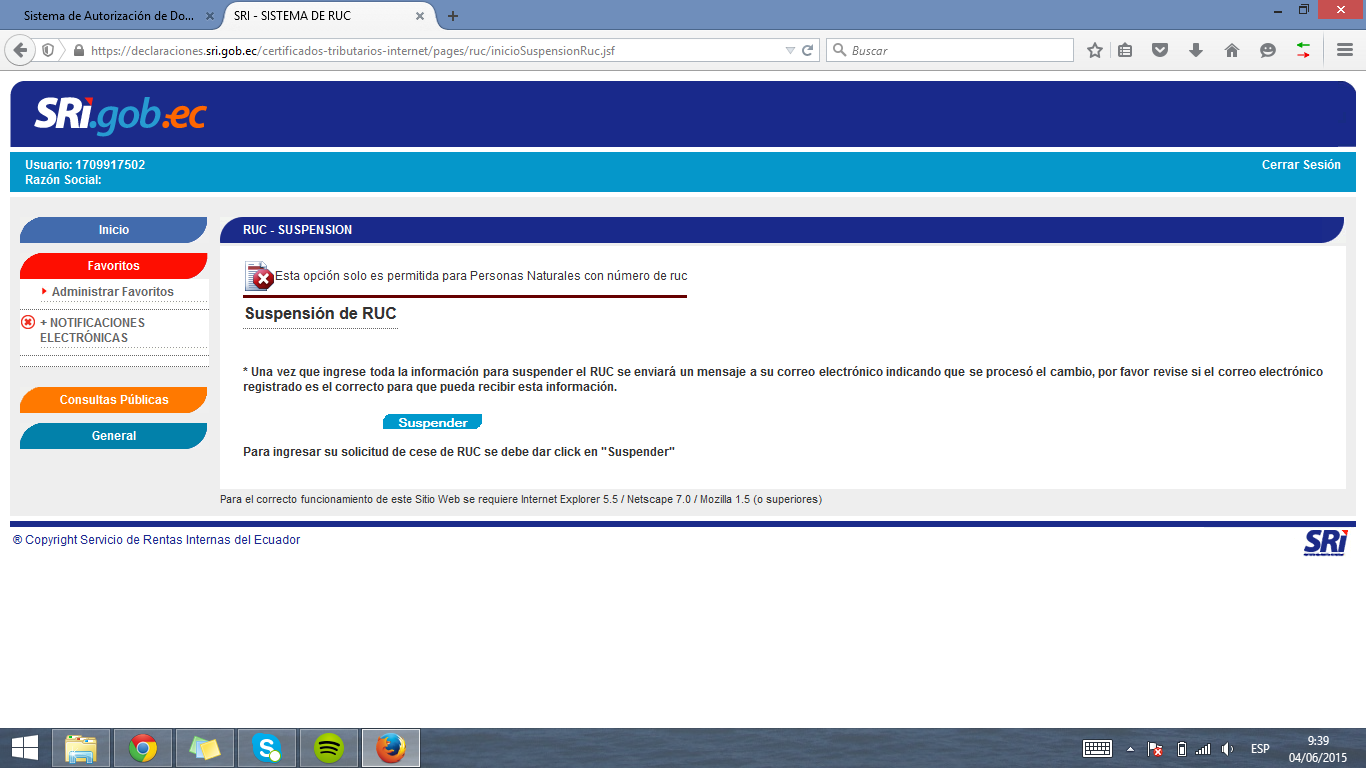 Sistema de Autorización de Do...
SRI - SISTEMA DE RUC
https://declaraciones.sri.gob.ec/certificados-tributarios-internet/pages/ruc/inicioSuspensionRuc.jsf
Buscar
SRi.gob.ec
Usuario: 1709917502
Cerrar Sesión
Razón Social:
Inicio
Favoritos
Administrar Favoritos
+ NOTIFICACIONES
ELECTRÓNICAS
Consultas Públicas
General
RUC - SUSPENSION
Esta opción solo es permitida para Personas Naturales con número de ruc
Suspensión de RUC
* Una vez que ingrese toda la información para suspender el RUC se enviará un mensaje a su correo electrónico indicando que se procesó el cambio, por favor revise si el correo electrónico
registrado es el correcto para que pueda recibir esta información.
Suspender
Para ingresar su solicitud de cese de RUC se debe dar click en "Suspender"
Para el correcto funcionamiento de este Sitio Web se requiere Internet Explorer 5.5 / Netscape 7.0 / Mozilla 1.5 (o superiores)
® Copyright Servicio de Rentas Internas del Ecuador
SRi
ESP
9:39
04/06/2015